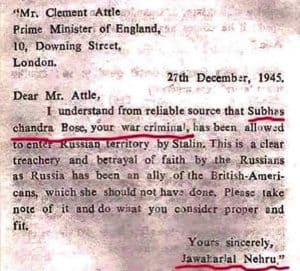 "Mr. Clement Attle
Prime Minister of England,
10, Downing Street,
London.
27th December, 1945.
Dear Mr. Attle,
I understand from reliable source that Subhas
chandra Bose, your war criminal, has been allowed
to enter Russian territory by Stalin. This is a clear
treachery and betrayal of faith by the Russians
as Russia has been an ally of the British-Ameri-
cans, which she should not have done. Please take
note of it and do what you consider proper and
fit.
Yours sincerely,
Jawaharlal Nehru."